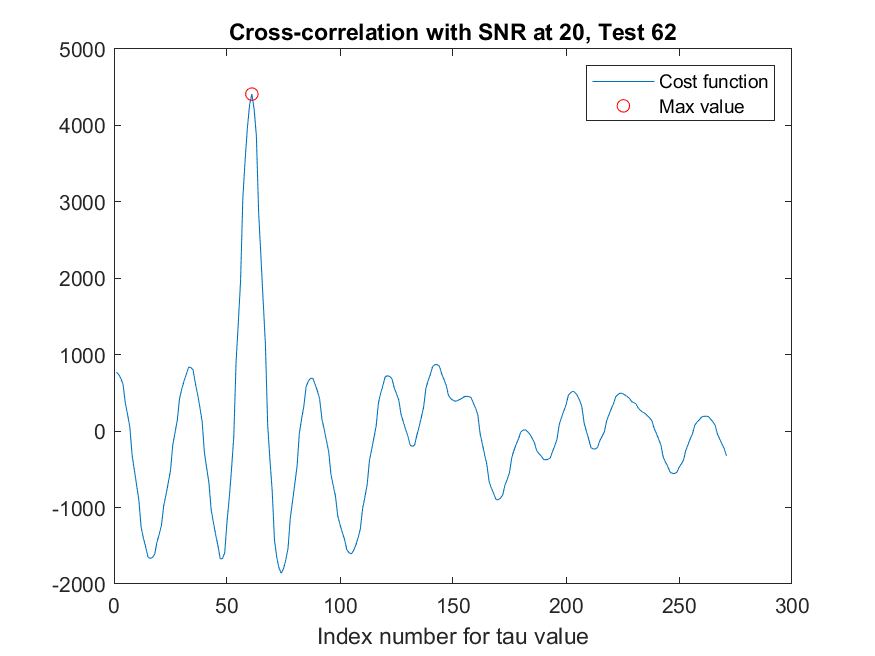 Cross-correlation with SNR at 20, Test 62
5000
4000
3000
2000
1000
0
-1000
-2000
Cost function
Max value
0 50 100 150 200 250 300
Index number for tau value